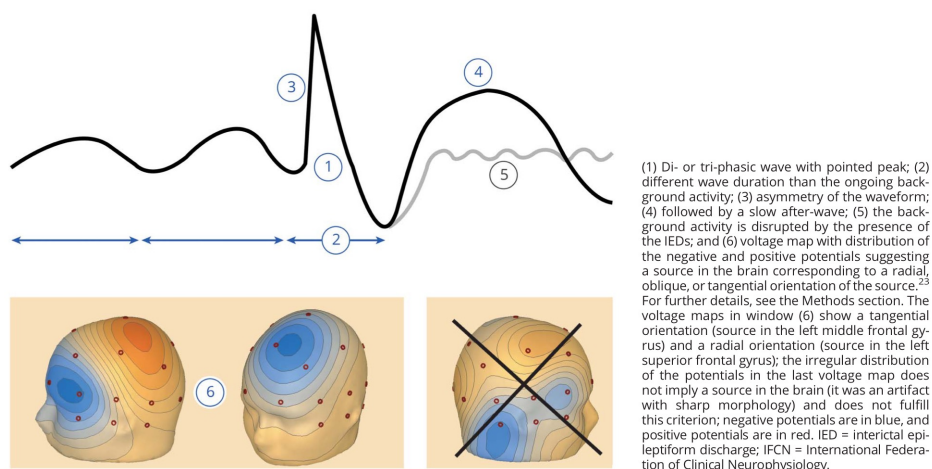 4
3
1
5
2
6
(1) Di- or tri-phasic wave with pointed peak; (2)
different wave duration than the ongoing back-
ground activity; (3) asymmetry of the waveform;
(4) followed by a slow after-wave; (5) the back-
ground activity is disrupted by the presence of
the IEDs; and (6) voltage map with distribution of
the negative and positive potentials suggesting
a source in the brain corresponding to a radial,
oblique, or tangential orientation of the source.23
For further details, see the Methods section. The
voltage maps in window (6) show a tangential
orientation (source in the left middle frontal gy-
rus) and a radial orientation (source in the left
superior frontal gyrus); the irregular distribution
of the potentials in the last voltage map does
not imply a source in the brain (it was an artifact
with sharp morphology) and does not fulfill
this criterion; negative potentials are in blue, and
positive potentials are in red. IED = interictal epi-
leptiform discharge; IFCN = International Federa-
tion of Clinical Neurophysiology.